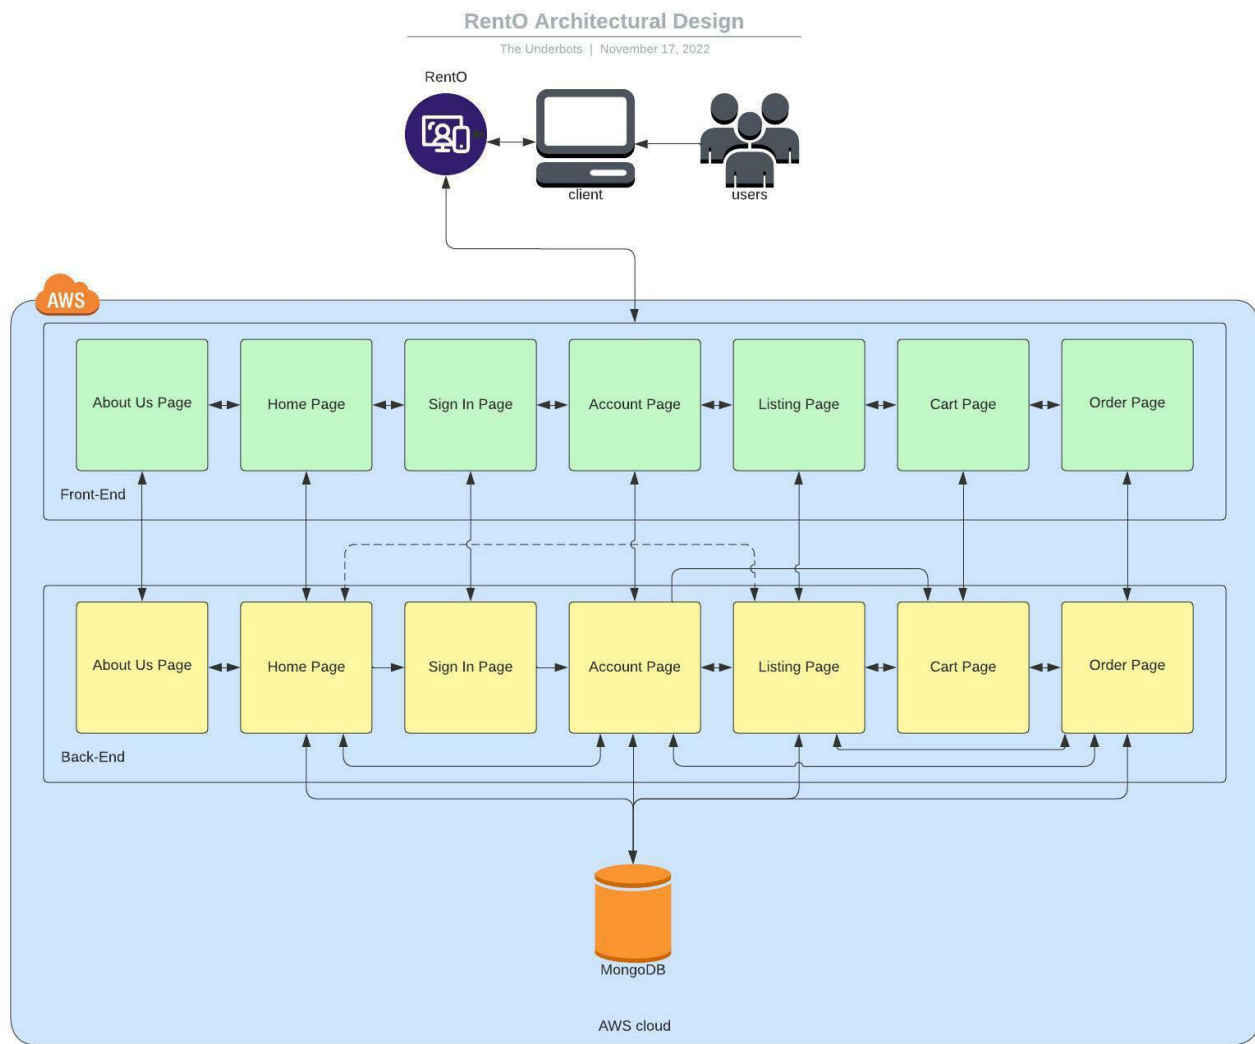 RentO Architectural Design
The Underbots | November 17, 2022
RentO
client
users
AWS
About Us Page
Home Page
Sign In Page
Account Page
Listing Page
Cart Page
Order Page
Front-End
About Us Page
Home Page
Sign In Page
Account Page
Listing Page
Cart Page
Order Page
Back-End
MongoDB
AWS cloud